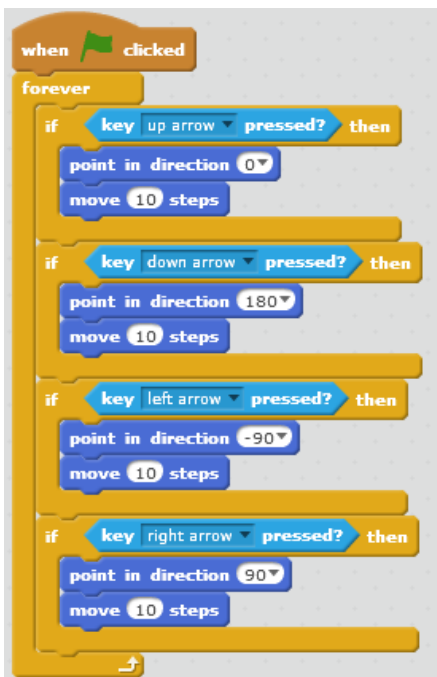 when clicked
forever
if key up arrow pressed? then
point in direction 0
move 10 steps
if key down arrow pressed? then
point in direction 180
move 10 steps
if key left arrow pressed? then
point in direction -90
move 10 steps
if key right arrow pressed? then
point in direction 90
move 10 steps